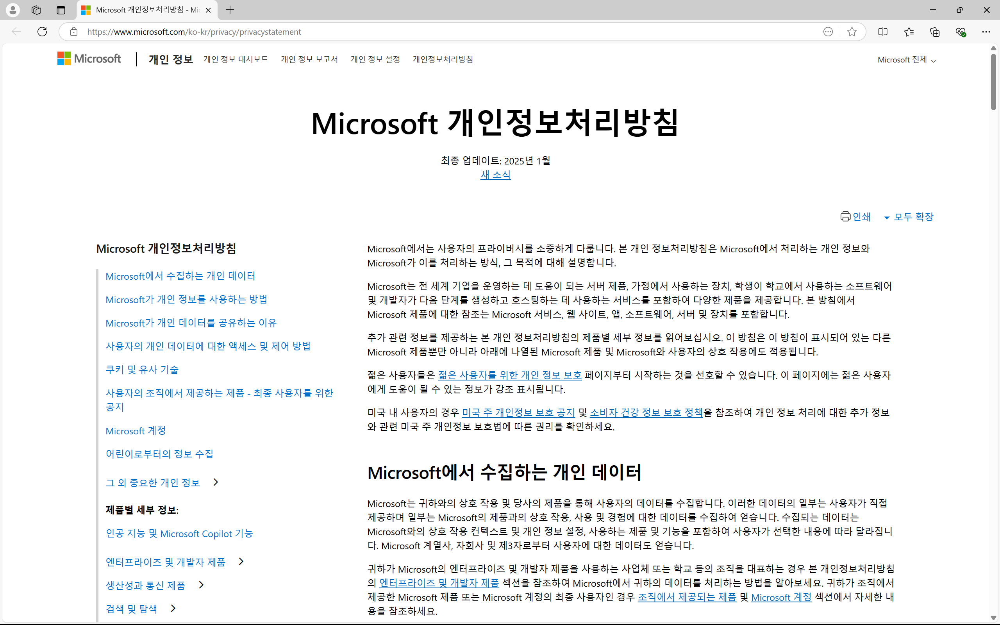 Microsoft 개인정보처리방침 - Mic
https://www.microsoft.com/ko-kr/privacy/privacystatement
Microsoft
개인 정보
개인 정보 대시보드
개인 정보 보고서
개인 정보 설정
개인정보처리방침
Microsoft 전체
Microsoft 개인정보처리방침
최종 업데이트: 2025년 1월
새 소식
인쇄
모두 확장
Microsoft 개인정보처리방침
Microsoft에서 수집하는 개인 데이터
Microsoft가 개인 정보를 사용하는 방법
Microsoft가 개인 데이터를 공유하는 이유
사용자의 개인 데이터에 대한 액세스 및 제어 방법
쿠키 및 유사 기술
사용자의 조직에서 제공하는 제품 - 최종 사용자를 위한
공지
Microsoft 계정
어린이로부터의 정보 수집
그 외 중요한 개인 정보
제품별 세부 정보:
인공 지능 및 Microsoft Copilot 기능
엔터프라이즈 및 개발자 제품
생산성과 통신 제품
검색 및 탐색
Microsoft에서는 사용자의 프라이버시를 소중하게 다룹니다. 본 개인 정보처리방침은 Microsoft에서 처리하는 개인 정보와
Microsoft가 이를 처리하는 방식, 그 목적에 대해 설명합니다.
Microsoft는 전 세계 기업을 운영하는 데 도움이 되는 서버 제품, 가정에서 사용하는 장치, 학생이 학교에서 사용하는 소프트웨어
및 개발자가 다음 단계를 생성하고 호스팅하는 데 사용하는 서비스를 포함하여 다양한 제품을 제공합니다. 본 방침에서
Microsoft 제품에 대한 참조는 Microsoft 서비스, 웹 사이트, 앱, 소프트웨어, 서버 및 장치를 포함합니다.
추가 관련 정보를 제공하는 본 개인 정보처리방침의 제품별 세부 정보를 읽어보십시오. 이 방침은 이 방침이 표시되어 있는 다른
Microsoft 제품뿐만 아니라 아래에 나열된 Microsoft 제품 및 Microsoft와 사용자의 상호 작용에도 적용됩니다.
젊은 사용자들은 젊은 사용자를 위한 개인 정보 보호 페이지부터 시작하는 것을 선호할 수 있습니다. 이 페이지에는 젊은 사용자
에게 도움이 될 수 있는 정보가 강조 표시됩니다.
미국 내 사용자의 경우 미국 주 개인정보 보호 공지 및 소비자 건강 정보 보호 정책을 참조하여 개인 정보 처리에 대한 추가 정보
와 관련 미국 주 개인정보 보호법에 따른 권리를 확인하세요.
Microsoft에서 수집하는 개인 데이터
Microsoft는 귀하와의 상호 작용 및 당사의 제품을 통해 사용자의 데이터를 수집합니다. 이러한 데이터의 일부는 사용자가 직접
제공하며 일부는 Microsoft의 제품과의 상호 작용, 사용 및 경험에 대한 데이터를 수집하여 얻습니다. 수집되는 데이터는
Microsoft와의 상호 작용 컨텍스트 및 개인 정보 설정, 사용하는 제품 및 기능을 포함하여 사용자가 선택한 내용에 따라 달라집니
다. Microsoft 계열사, 자회사 및 제3자로부터 사용자에 대한 데이터도 얻습니다.
귀하가 Microsoft의 엔터프라이즈 및 개발자 제품을 사용하는 사업체 또는 학교 등의 조직을 대표하는 경우 본 개인정보처리방침
의 엔터프라이즈 및 개발자 제품 섹션을 참조하여 Microsoft에서 귀하의 데이터를 처리하는 방법을 알아보세요. 귀하가 조직에서
제공한 Microsoft 제품 또는 Microsoft 계정의 최종 사용자인 경우 조직에서 제공되는 제품 및 Microsoft 계정 섹션에서 자세한 내
용을 참조하세요.